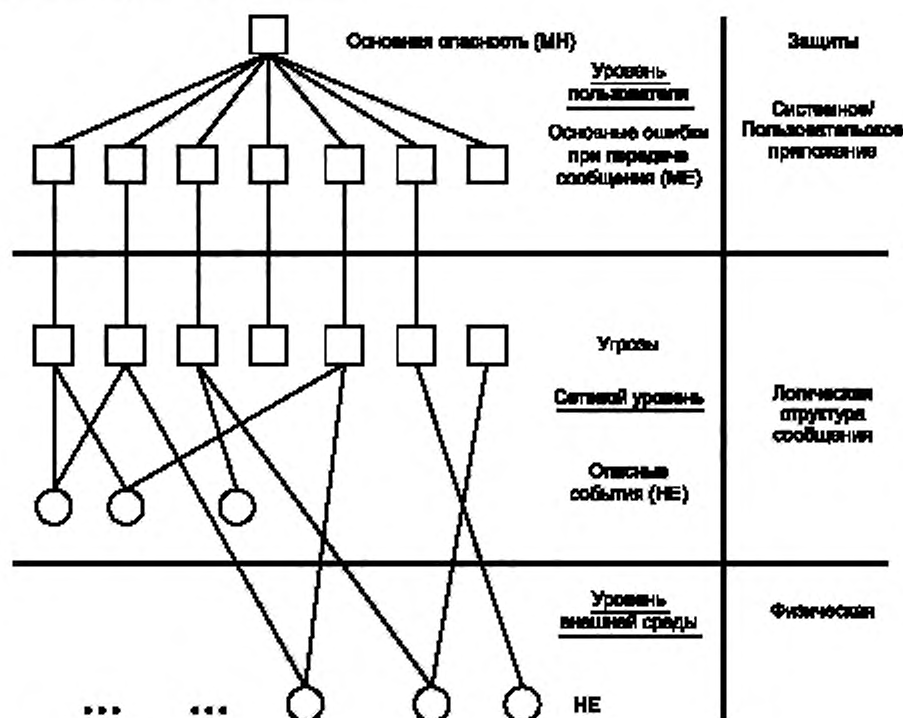 Основная опасность (МН)
Защиты
Уровень
пользователя
Системное/
Пользовательское
приложение
Основные ошибки
при передаче
сообщения (МЕ)
Угрозы
Сетевой уровень
Логическая
структура
сообщения
Опасные
события (НЕ)
Уровень
внешней среды
Физическая
... ...
НЕ